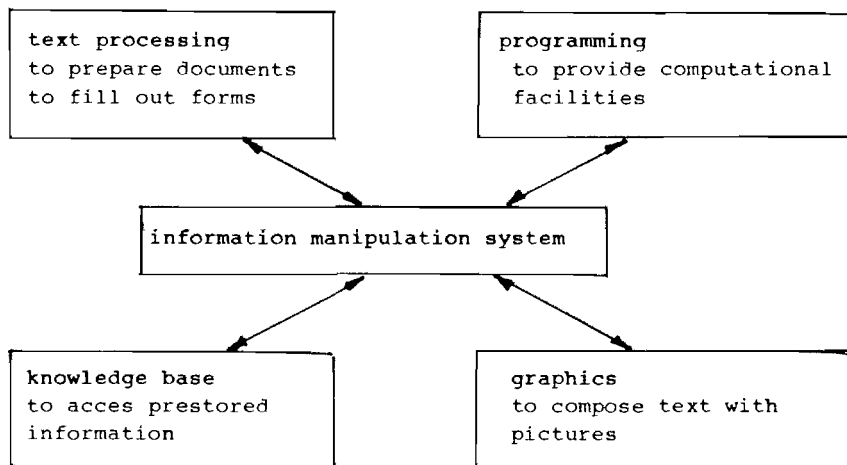 text processing
to prepare documents
to fill out forms
programming
to provide computational
facilities
information manipulation system
knowledge base
to acces prestored
information
graphics
to compose text with
pictures